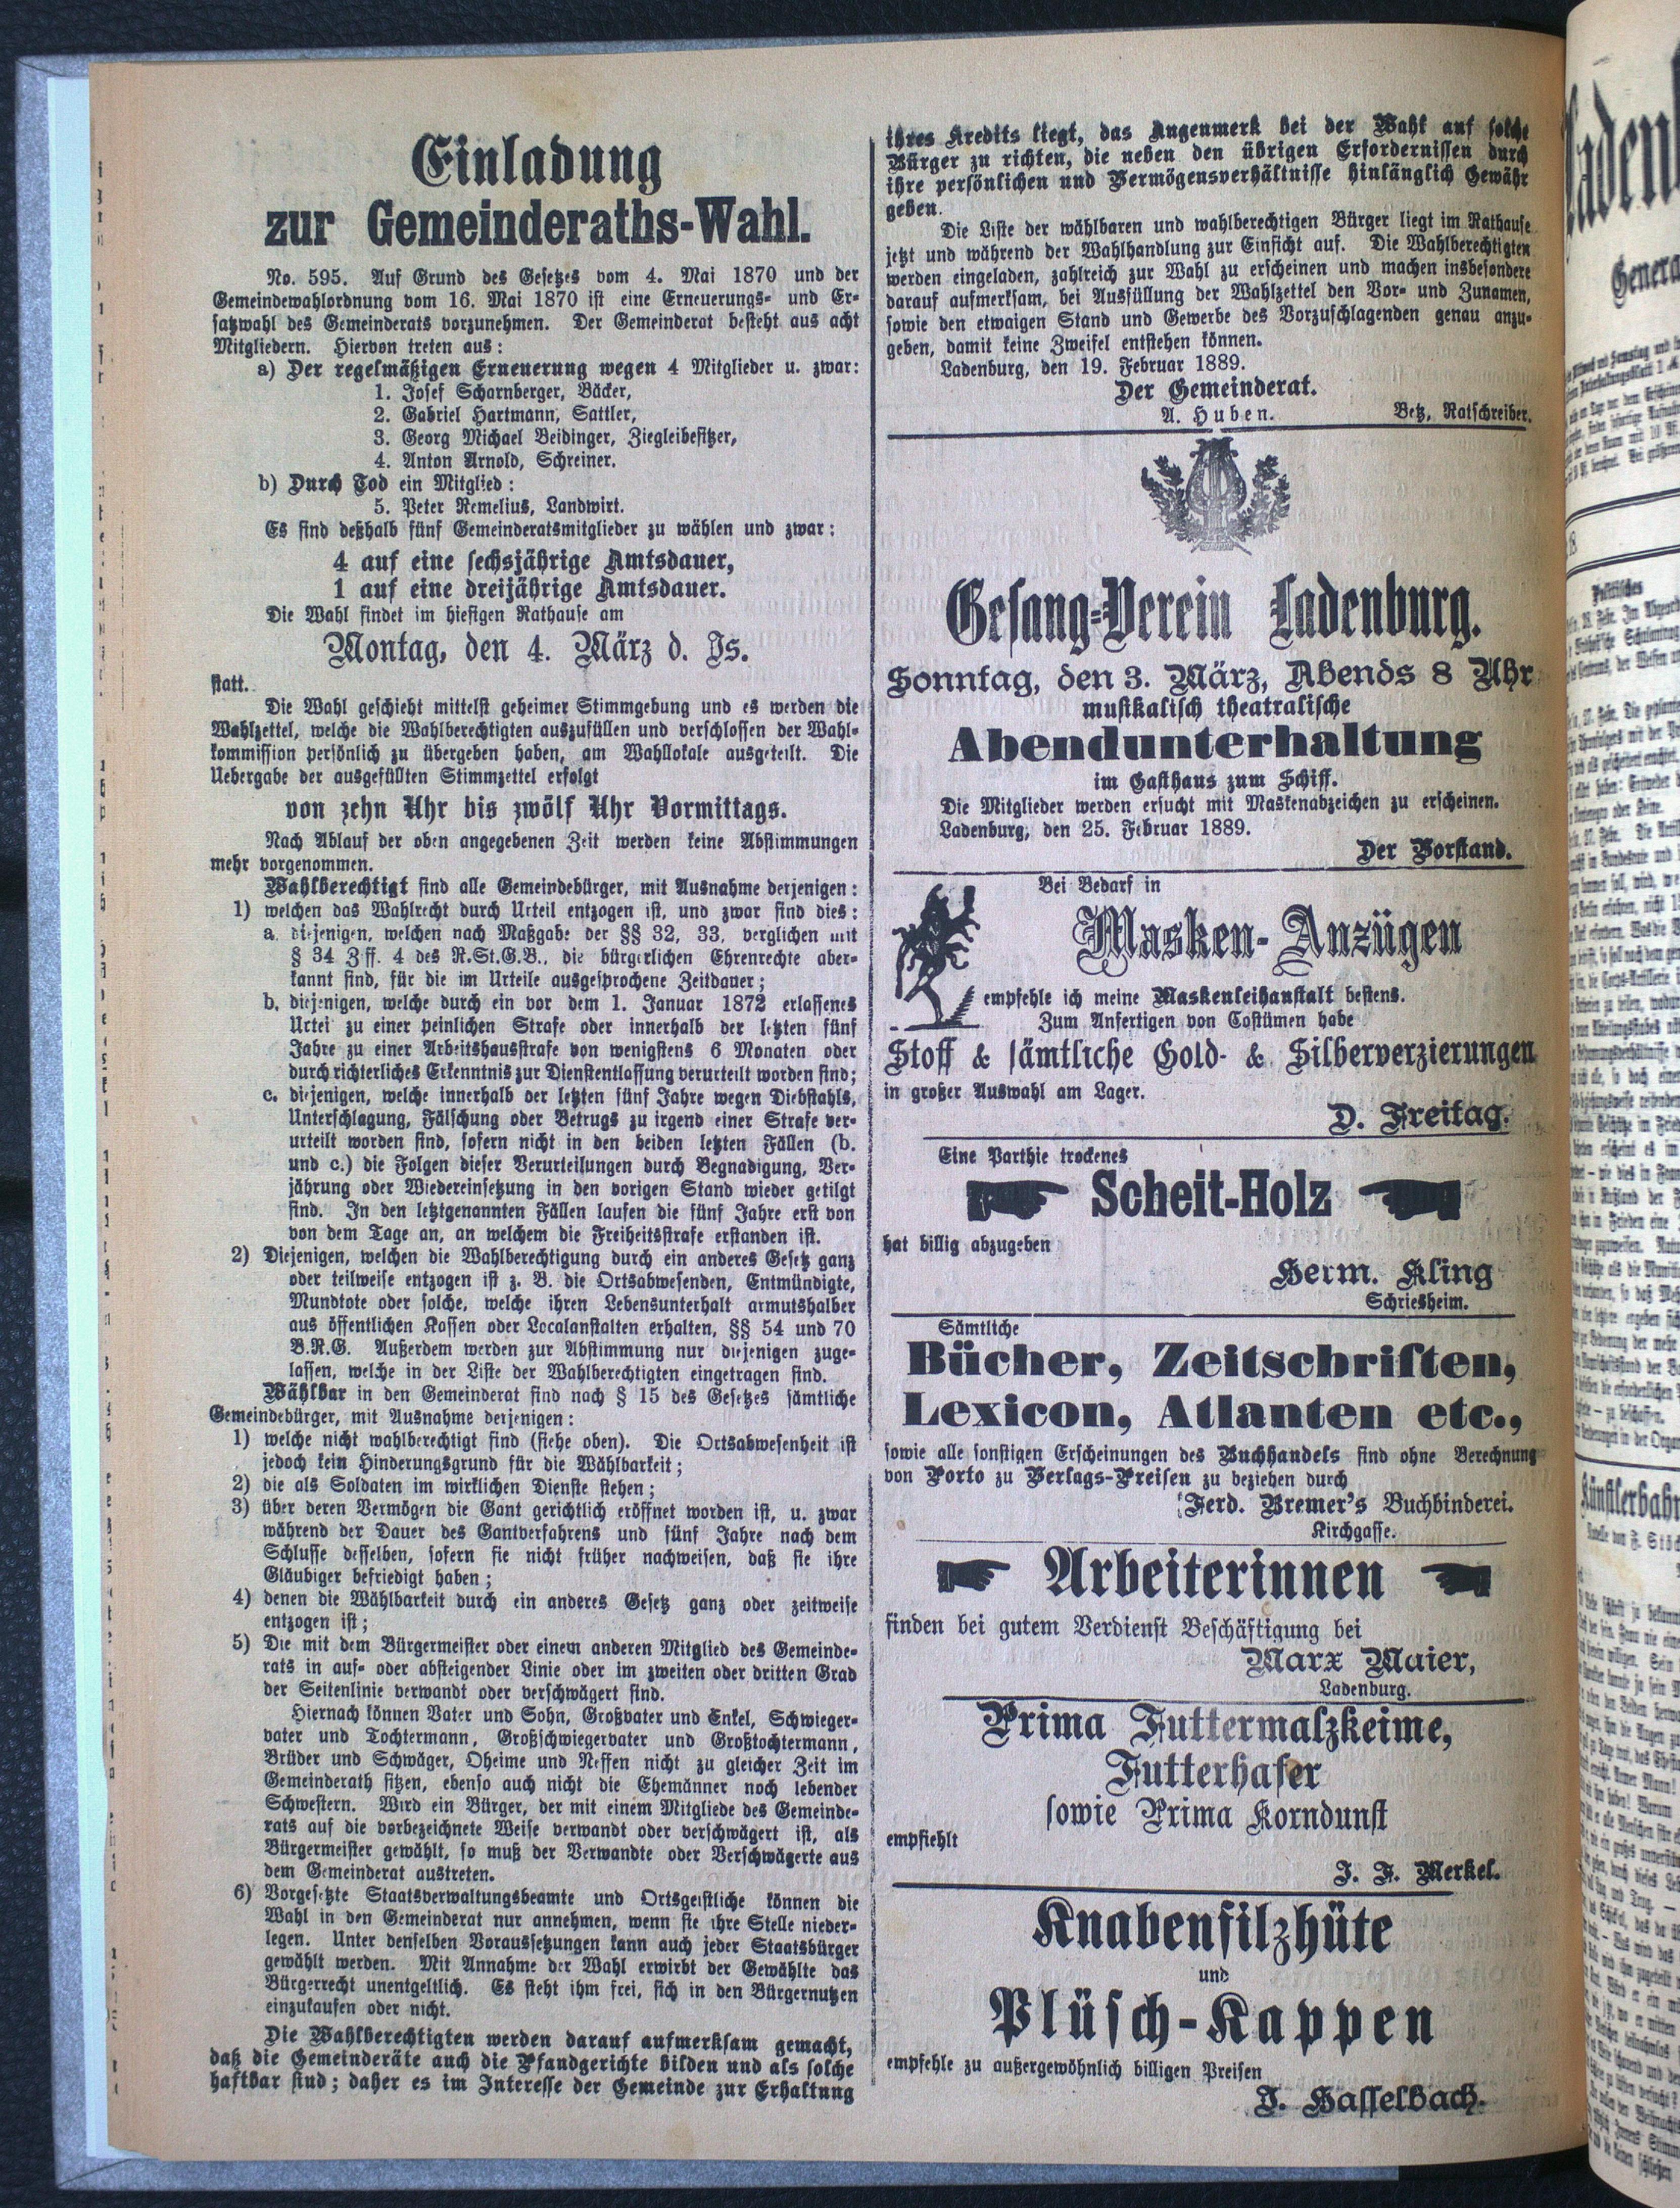 Einladung
zur Gemeinderaths-Wahl.
No. 595. Auf Grund des Gesetzes vom 4. Mai 1870 und der
Gemeindewahlordnung vom 16. Mai 1870 ist eine Erneuerungs- und Er-
satzwahl des Gemeinderats vorzunehmen. Der Gemeinderat besteht aus acht
Mitgliedern. Hiervon treten aus:
a) Der regelmäßigen Erneuerung wegen 4 Mitglieder u. zwar:
1. Josef Scharnberger, Bäcker,
2. Gabriel Hartmann, Sattler,
3. Georg Michael Beidinger, Ziegleibesitzer,
4. Anton Arnold, Schreiner.
b) Durch Tod ein Mitglied:
5. Peter Remelius, Landwirt.
Es sind deßhalb fünf Gemeinderatsmitglieder zu wählen und zwar:
4 auf eine sechsjährige Amtsdauer,
1 auf eine dreijährige Amtsdauer.
Die Wahl findet im hiesigen Rathause am
Montag, den 4. März d. Js.
statt.
Die Wahl geschieht mittelst geheimer Stimmgebung und es werden die
Wahlzettel, welche die Wahlberechtigten auszufüllen und verschlossen der Wahl-
kommission persönlich zu übergeben haben, am Wahllokale ausgeteilt. Die
Uebergabe der ausgefüllten Stimmzettel erfolgt
von zehn Uhr bis zwölf Uhr Vormittags.
Nach Ablauf der oben angegebenen Zeit werden keine Abstimmungen
mehr vorgenommen.
Wahlberechtigt sind alle Gemeindebürger, mit Ausnahme derjenigen:
1) welchen das Wahlrecht durch Urteil entzogen ist, und zwar sind dies:
a. diejenigen, welchen nach Maßgabe der §§ 32, 33, verglichen mit
§ 34 Ziff. 4 des R.St.G.B., die bürgerlichen Ehrenrechte aber-
kannt sind, für die im Urteile ausgesprochene Zeitdauer;
b. diejenigen, welche durch ein vor dem 1. Januar 1872 erlassenes
Urtei zu einer peinlichen Strafe oder innerhalb der letzten fünf
Jahre zu einer Arbeitshausstrafe von wenigstens 6 Monaten oder
durch richterliches Erkenntnis zur Dienstentlassung verurteilt worden sind;
c. diejenigen, welche innerhalb der letzten fünf Jahre wegen Diebstahls,
Unterschlagung, Fälschung oder Betrugs zu irgend einer Strafe ver-
urteilt worden sind, sofern nicht in den beiden letzten Fällen (b.
und c.) die Folgen dieser Verurteilungen durch Begnadigung, Ver-
jährung oder Wiedereinsetzung in den vorigen Stand wieder getilgt
sind. In den letztgenannten Fällen laufen die fünf Jahre erst von
von dem Tage an, an welchem die Freiheitsstrafe erstanden ist.
2) Diejenigen, welchen die Wahlberechtigung durch ein anderes Gesetz ganz
oder teilweise entzogen ist z. B. die Ortsabwesenden, Entmündigte,
Mundtote oder solche, welche ihren Lebensunterhalt armutshalber
aus öffentlichen Kassen oder Localanstalten erhalten, §§ 54 und 70
B.R.G. Außerdem werden zur Abstimmung nur diejenigen zuge-
lassen, welche in der Liste der Wahlberechtigten eingetragen sind.
Wählbar in den Gemeinderat sind nach § 15 des Gesetzes sämtliche
Gemeindebürger, mit Ausnahme derjenigen:
1) welche nicht wahlberechtigt sind (siehe oben). Die Ortsabwesenheit ist
jedoch kein Hinderungsgrund für die Wählbarkeit;
2) die als Soldaten im wirklichen Dienste stehen;
3) über deren Vermögen die Gant gerichtlich eröffnet worden ist, u. zwar
während der Dauer des Gantverfahrens und fünf Jahre nach dem
Schlusse desselben, sofern sie nicht früher nachweisen, daß sie ihre
Gläubiger befriedigt haben;
4) denen die Wählbarkeit durch ein anderes Gesetz ganz oder zeitweise
entzogen ist;
5) Die mit dem Bürgermeister oder einem anderen Mitglied des Gemeinde-
rats in auf- oder absteigender Linie oder im zweiten oder dritten Grad
der Seitenlinie verwandt oder verschwägert sind.
Hiernach können Vater und Sohn, Großvater und Enkel, Schwieger-
vater und Tochtermann, Großschwiegervater und Großtochtermann,
Brüder und Schwäger, Oheime und Neffen nicht zu gleicher Zeit im
Gemeinderath sitzen, ebenso auch nicht die Ehemänner noch lebender
Schwestern. Wird ein Bürger, der mit einem Mitgliede des Gemeinde-
rats auf die vorbezeichnete Weise verwandt oder verschwägert ist, als
Bürgermeister gewählt, so muß der Verwandte oder Verschwägerte aus
dem Gemeinderat austreten.
6) Vorgesetzte Staatsverwaltungsbeamte und Ortsgeistliche können die
Wahl in den Gemeinderat nur annehmen, wenn sie ihre Stelle nieder-
legen. Unter denselben Voraussetzungen kann auch jeder Staatsbürger
gewählt werden. Mit Annahme der Wahl erwirbt der Gewählte das
Bürgerrecht unentgeltlich. Es steht ihm frei, sich in den Bürgernutzen
einzukaufen oder nicht.
Die Wahlberechtigten werden darauf aufmerksam gemacht,
daß die Gemeinderäte auch die Pfandgerichte bilden und als solche
haftbar sind; daher es im Interesse der Gemeinde zur Erhaltung
ihres Kredits liegt, das Augenmerk bei der Wahl auf solche
Bürger zu richten, die neben den übrigen Erfordernissen durch
ihre persönlichen und Vermögensverhältnisse hinlänglich Gewähr
geben.
Die Liste der wählbaren und wahlberechtigten Bürger liegt im Rathause
jetzt und während der Wahlhandlung zur Einsicht auf. Die Wahlberechtigten
werden eingeladen, zahlreich zur Wahl zu erscheinen und machen insbesondere
darauf aufmerksam, bei Ausfüllung der Wahlzettel den Vor- und Zunamen,
sowie den etwaigen Stand und Gewerbe des Vorzuschlagenden genau anzu-
geben, damit keine Zweifel entstehen können.
Ladenburg, den 19. Februar 1889.
Der Gemeinderat.
A. Huben. Betz, Ratschreiber.
Gesang-Verein Ladenburg.
Sonntag, den 3. März, Abends 8 Uhr
musikalisch theatralische
Abendunterhaltung
im Gasthaus zum Schiff.
Die Mitglieder werden ersucht mit Maskenabzeichen zu erscheinen.
Ladenburg, den 25. Februar 1889.
Der Vorstand.
Bei Bedarf in
Masken-Anzügen
empfehle ich meine Maskenleihanstalt bestens.
Zum Anfertigen von Costümen habe
Stoff & sämtliche Gold- & Silberverzierungen
in großer Auswahl am Lager.
D. Freitag.
Eine Parthie trockenes
Scheit-Holz
hat billig abzugeben
Herm. Kling
Schriesheim.
Sämtliche
Bücher, Zeitschriften,
Lexicon, Atlanten etc.,
sowie alle sonstigen Erscheinungen des Buchhandels sind ohne Berechnung
von Porto zu Verlags-Preisen zu beziehen durch
Ferd. Bremer's Buchbinderei.
Kirchgasse.
Arbeiterinnen
finden bei gutem Verdienst Beschäftigung bei
Marx Maier,
Ladenburg.
Prima Futtermalzkeime,
Futterhafer
sowie Prima Korndunst
empfiehlt
J. F. Merkel.
Knabenfilzhüte
und
Plüsch-Kappen
empfehle zu außergewöhnlich billigen Preisen
J. Hasselbach.